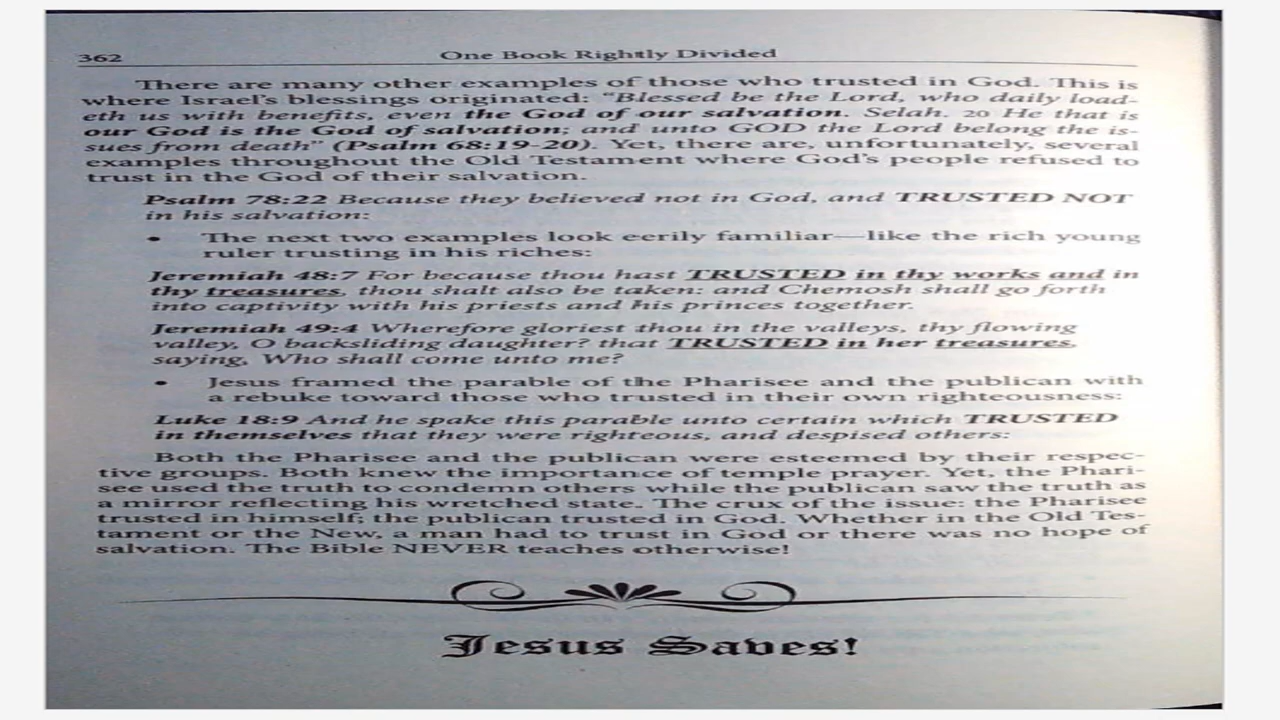 362
One Book Rightly Divided
There are many other examples of those who trusted in God. This is
where Israel's blessings originated: "Blessed be the Lord, who daily load-
eth us with benefits, even the God of our salvation. Selah. 20 He that is
our God is the God of salvation; and unto GOD the Lord belong the is-
sues from death" (Psalm 68:19-20). Yet, there are, unfortunately, several
examples throughout the Old Testament where God's people refused to
trust in the God of their salvation.
Psalm 78:22 Because they believed not in God, and TRUSTED NOT
in his salvation:
• The next two examples look eerily familiar—like the rich young
ruler trusting in his riches:
Jeremiah 48:7 For because thou hast TRUSTED in thy works and in
thy treasures, thou shalt also be taken: and Chemosh shall go forth
into captivity with his priests and his princes together.
Jeremiah 49:4 Wherefore gloriest thou in the valleys, thy flowing
valley, O backsliding daughter? that TRUSTED in her treasures,
saying, Who shall come unto me?
• Jesus framed the parable of the Pharisee and the publican with
a rebuke toward those who trusted in their own righteousness:
Luke 18:9 And he spake this parable unto certain which TRUSTED
in themselves that they were righteous, and despised others:
Both the Pharisee and the publican were esteemed by their respec-
tive groups. Both knew the importance of temple prayer. Yet, the Phari-
see used the truth to condemn others while the publican saw the truth as
a mirror reflecting his wretched state. The crux of the issue: the Pharisee
trusted in himself; the publican trusted in God. Whether in the Old Tes-
tament or the New, a man had to trust in God or there was no hope of
salvation. The Bible NEVER teaches otherwise!
Jesus Saves!